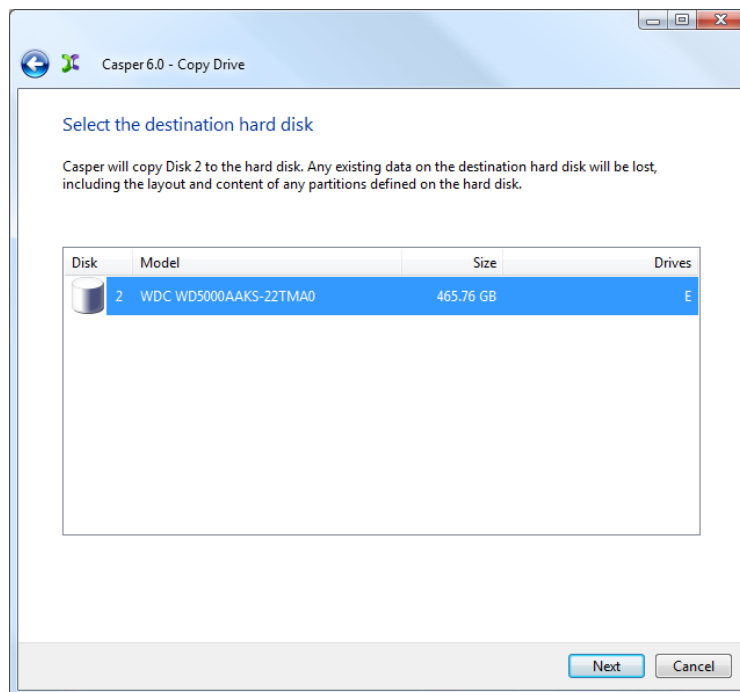 Casper 6.0 - Copy Drive
Select the destination hard disk
Casper will copy Disk 2 to the hard disk. Any existing data on the destination hard disk will be lost,
including the layout and content of any partitions defined on the hard disk.
Disk Model Size Drives
2 WDC WD5000AAKS-22TMA0 465.76 GB E
Next Cancel